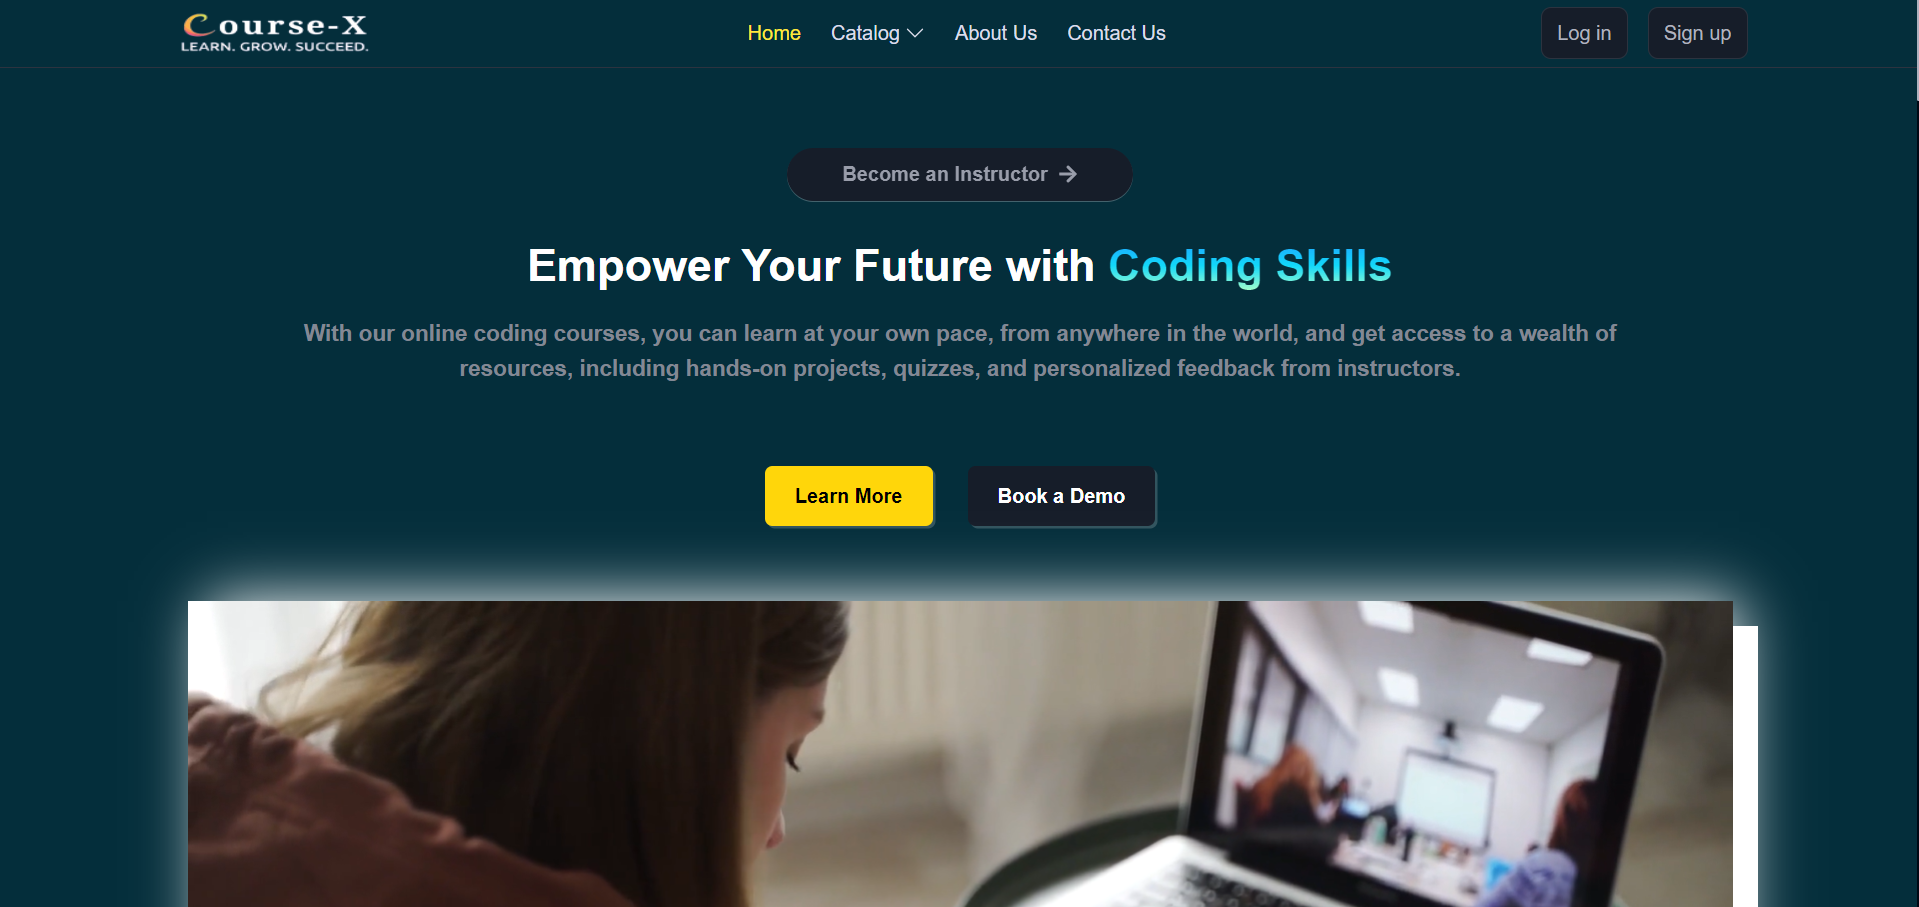 Course-X
LEARN. GROW. SUCCEED.
Home
Catalog
About Us
Contact Us
Log in
Sign up
Become an Instructor
Empower Your Future with Coding Skills
With our online coding courses, you can learn at your own pace, from anywhere in the world, and get access to a wealth of
resources, including hands-on projects, quizzes, and personalized feedback from instructors.
Learn More
Book a Demo